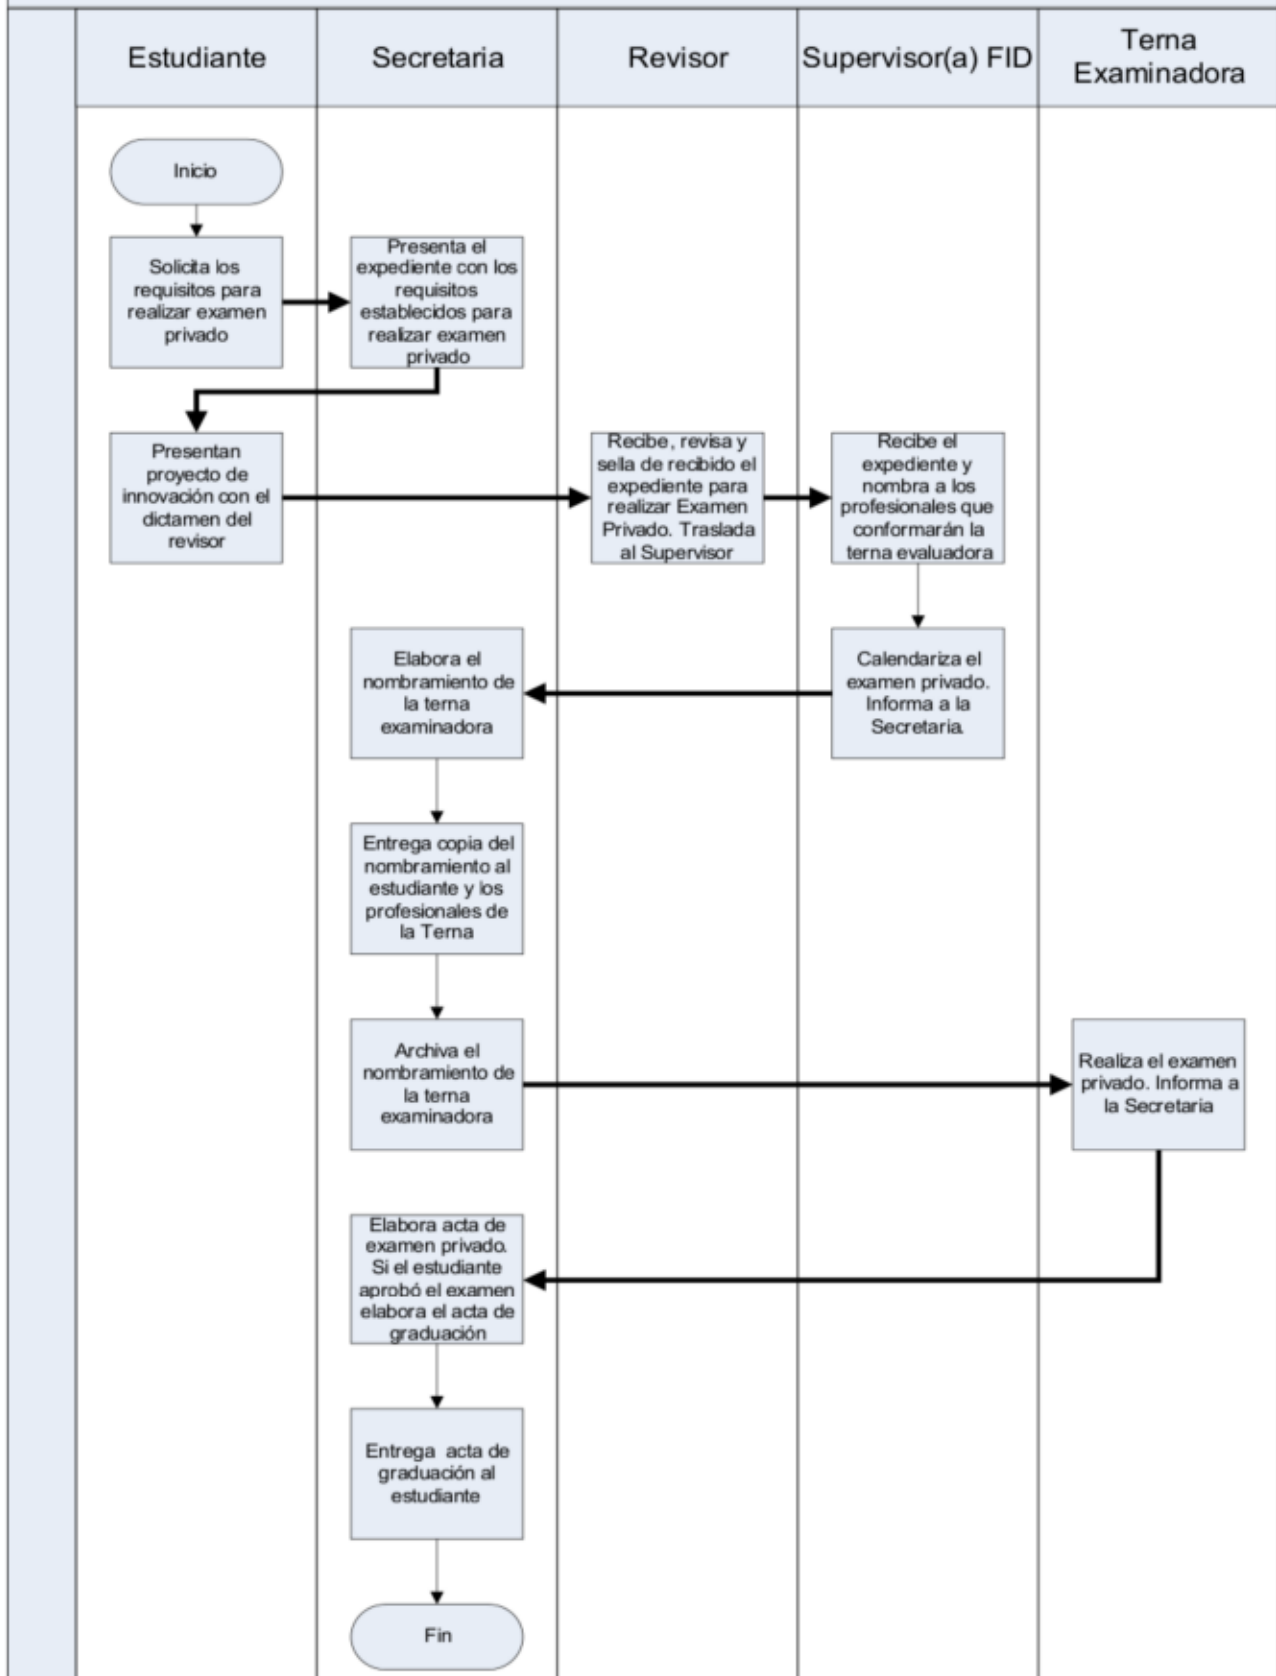 Estudiante
Secretaria
Revisor
Supervisor(a) FID
Terna
Examinadora
Inicio
Solicita los
requisitos para
realizar examen
privado
Presenta el
expediente con los
requisitos
establecidos para
realizar examen
privado
Presentan
proyecto de
innovación con el
dictamen del
revisor
Recibe, revisa y
sella de recibido el
expediente para
realizar Examen
Privado. Traslada
al Supervisor
Recibe el
expediente y
nombra a los
profesionales que
conformarán la
terna evaluadora
Calendariza el
examen privado.
Informa a la
Secretaria.
Elabora el
nombramiento de
la terna
examinadora
Entrega copia del
nombramiento al
estudiante y los
profesionales de
la Terna
Archiva el
nombramiento de
la terna
examinadora
Realiza el examen
privado. Informa a
la Secretaria
Elabora acta de
examen privado.
Si el estudiante
aprobó el examen
elabora el acta de
graduación
Entrega acta de
graduación al
estudiante
Fin